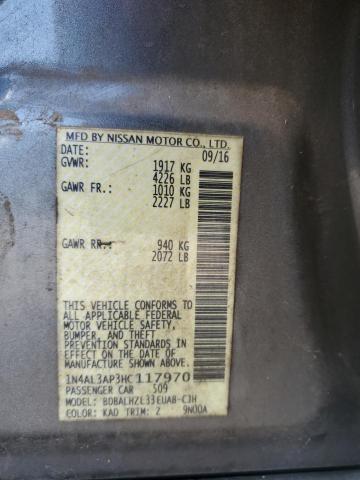 MFD BY NISSAN MOTOR CO., LTD.
DATE: 09/16
GVWR: 1917 KG
4226 LB
GAWR FR.: 1010 KG
2227 LB
GAWR RR.: 940 KG
2072 LB
THIS VEHICLE CONFORMS TO
ALL APPLICABLE FEDERAL
MOTOR VEHICLE SAFETY,
BUMPER, AND THEFT
PREVENTION STANDARDS IN
EFFECT ON THE DATE OF
MANUFACTURE SHOWN ABOVE.
1N4AL3AP3HC117970
PASSENGER CAR 509
MODEL: BDBALHZL33EUA8-CJH
COLOR: KAD TRIM: Z 9N00A